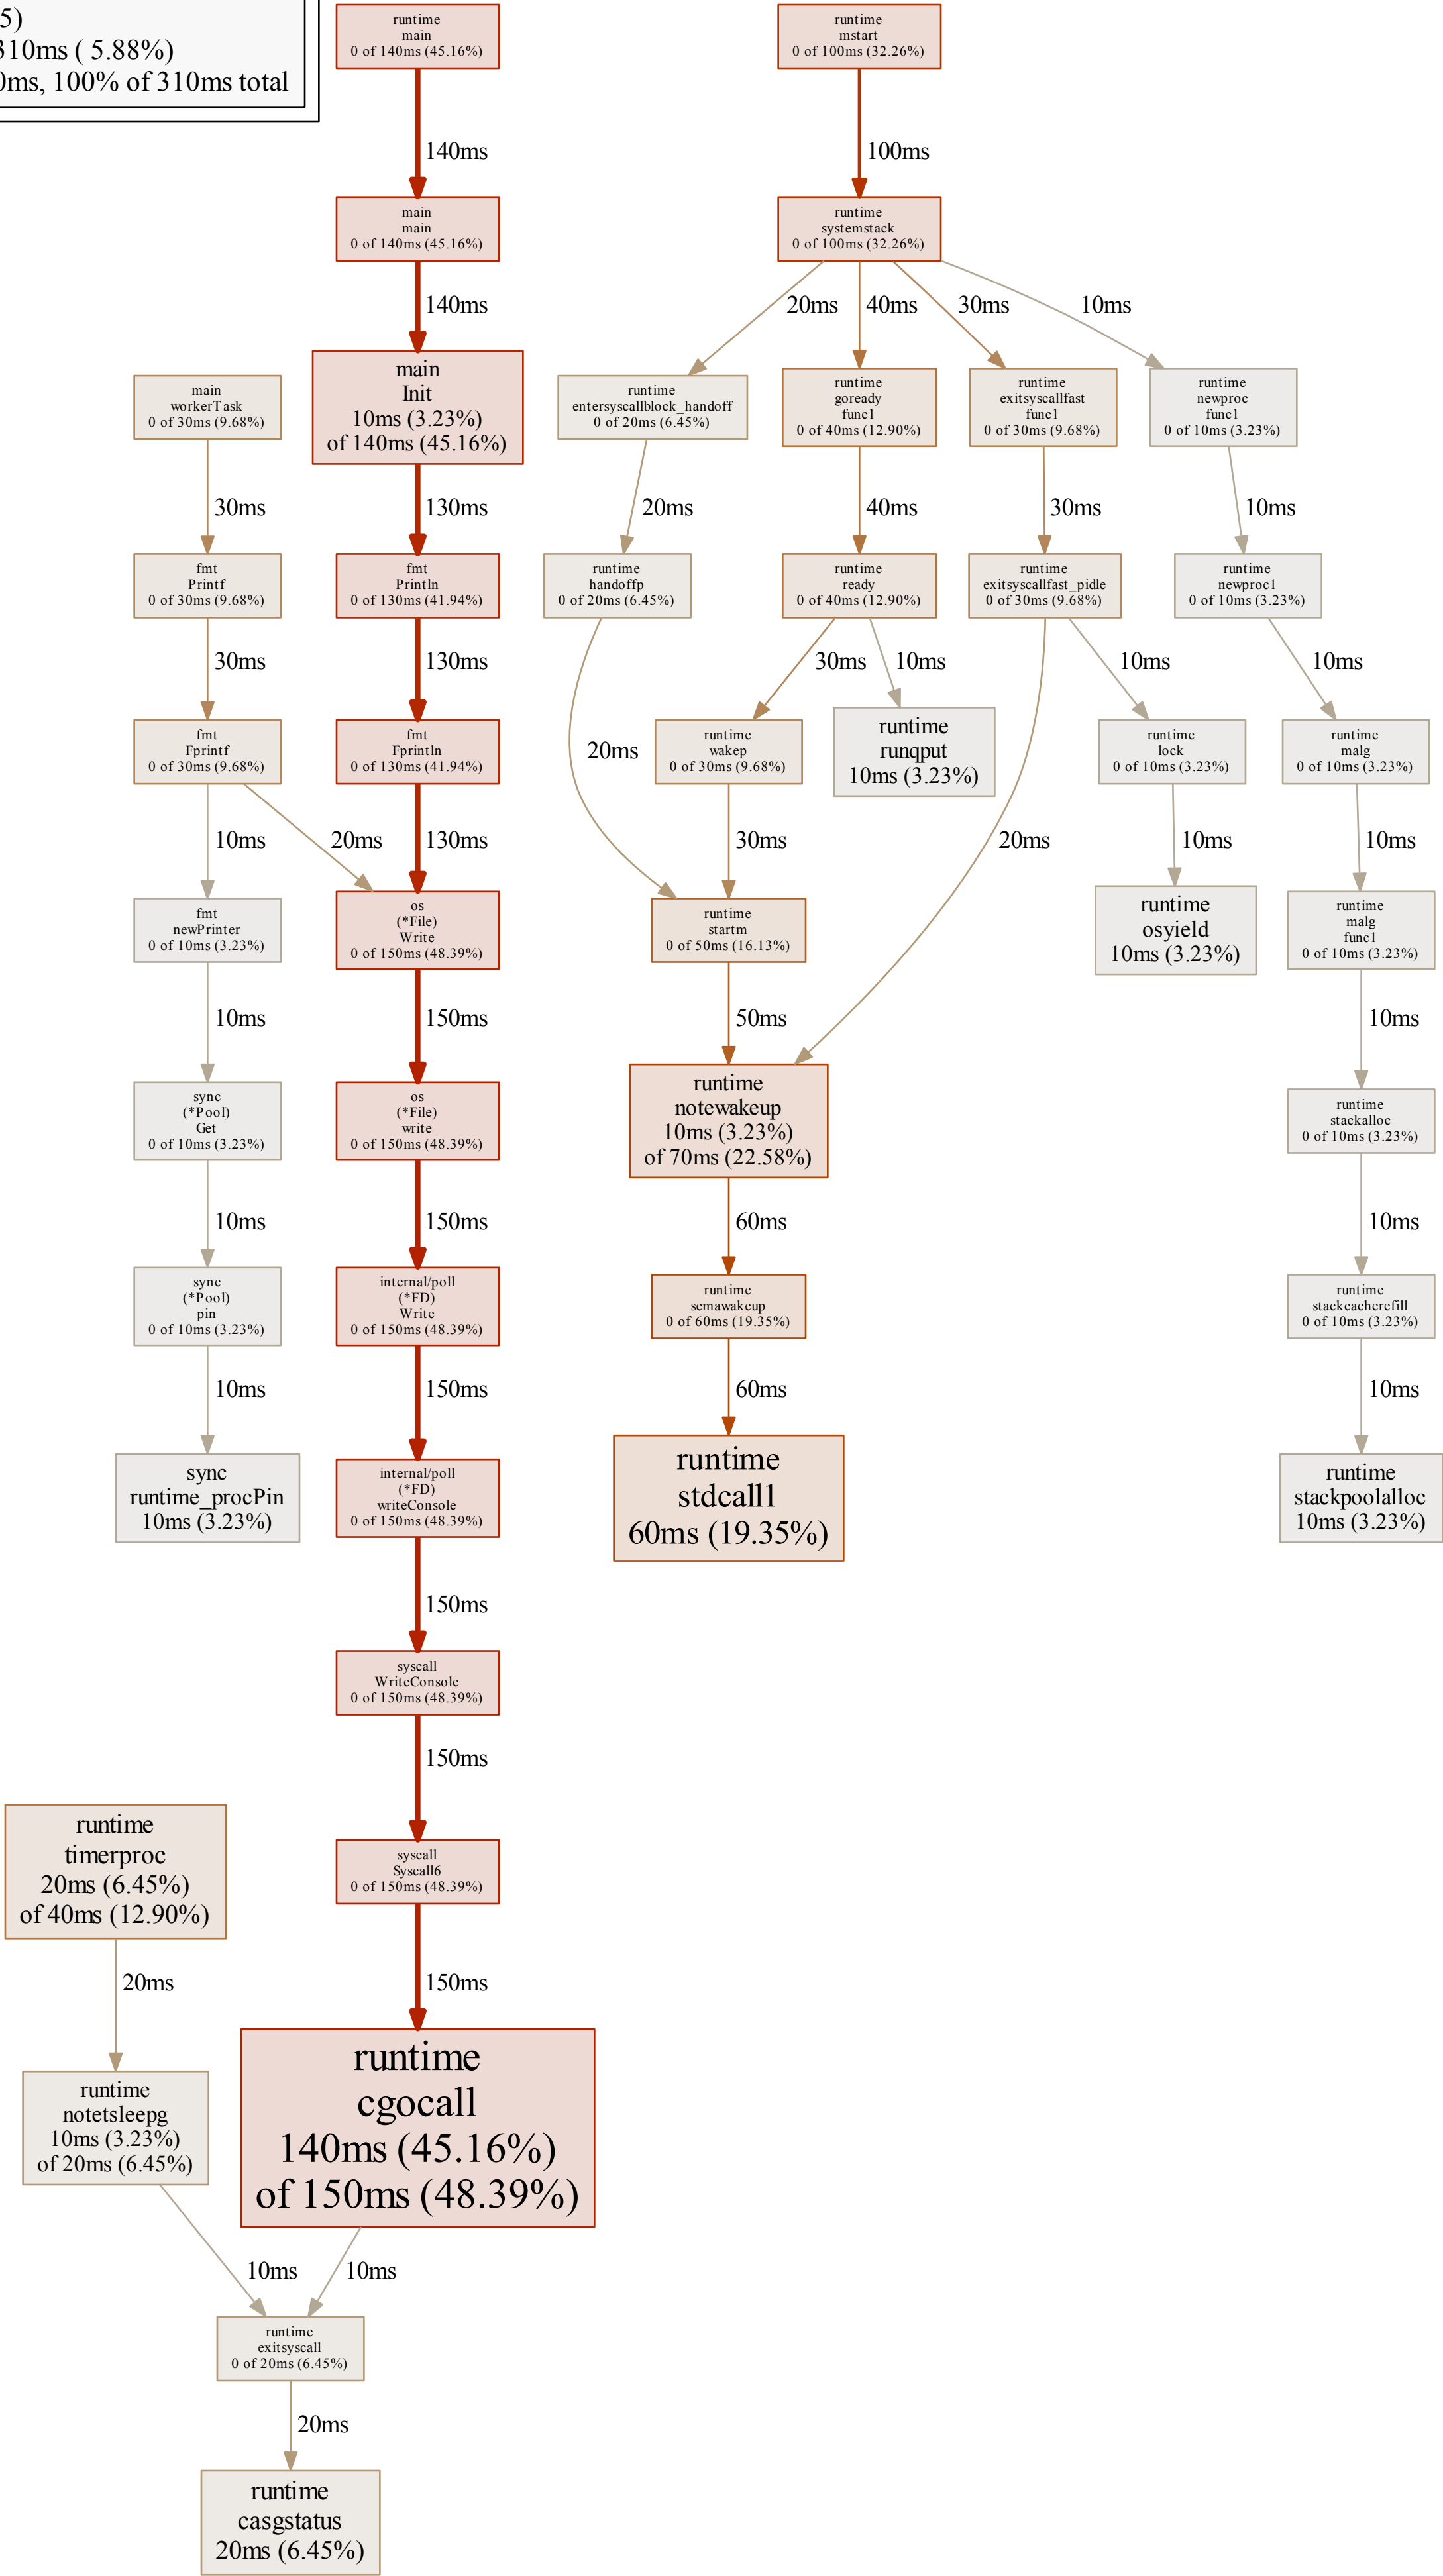 5)
310ms ( 5.88%)
0ms, 100% of 310ms total
runtime
main
0 of 140ms (45.16%)
runtime
mstart
0 of 100ms (32.26%)
140ms
100ms
main
main
0 of 140ms (45.16%)
runtime
systemstack
0 of 100ms (32.26%)
140ms
20ms
40ms
30ms
10ms
main
workerTask
0 of 30ms (9.68%)
main
Init
10ms (3.23%)
of 140ms (45.16%)
runtime
entersyscallblock_handoff
0 of 20ms (6.45%)
runtime
goready
func1
0 of 40ms (12.90%)
runtime
exitsyscallfast
func1
0 of 30ms (9.68%)
runtime
newproc
func1
0 of 10ms (3.23%)
30ms
130ms
20ms
40ms
30ms
10ms
fmt
Printf
0 of 30ms (9.68%)
fmt
Println
0 of 130ms (41.94%)
runtime
handoffp
0 of 20ms (6.45%)
runtime
ready
0 of 40ms (12.90%)
runtime
exitsyscallfast_pidle
0 of 30ms (9.68%)
runtime
newproc1
0 of 10ms (3.23%)
30ms
130ms
30ms
10ms
10ms
10ms
fmt
Fprintf
0 of 30ms (9.68%)
fmt
Fprintln
0 of 130ms (41.94%)
20ms
runtime
wakep
0 of 30ms (9.68%)
runtime
runqput
10ms (3.23%)
runtime
lock
0 of 10ms (3.23%)
runtime
malg
0 of 10ms (3.23%)
10ms
20ms
130ms
30ms
20ms
10ms
10ms
fmt
newPrinter
0 of 10ms (3.23%)
os
(*File)
Write
0 of 150ms (48.39%)
runtime
startm
0 of 50ms (16.13%)
runtime
osyield
10ms (3.23%)
runtime
malg
func1
0 of 10ms (3.23%)
10ms
150ms
50ms
10ms
sync
(*Pool)
Get
0 of 10ms (3.23%)
os
(*File)
write
0 of 150ms (48.39%)
runtime
notewakeup
10ms (3.23%)
of 70ms (22.58%)
runtime
stackalloc
0 of 10ms (3.23%)
10ms
150ms
60ms
10ms
sync
(*Pool)
pin
0 of 10ms (3.23%)
internal/poll
(*FD)
Write
0 of 150ms (48.39%)
runtime
semawakeup
0 of 60ms (19.35%)
runtime
stackcacherefill
0 of 10ms (3.23%)
10ms
150ms
60ms
10ms
sync
runtime_procPin
10ms (3.23%)
internal/poll
(*FD)
writeConsole
0 of 150ms (48.39%)
runtime
stdcall1
60ms (19.35%)
runtime
stackpoolalloc
10ms (3.23%)
150ms
syscall
WriteConsole
0 of 150ms (48.39%)
150ms
runtime
timerproc
20ms (6.45%)
of 40ms (12.90%)
syscall
Syscall6
0 of 150ms (48.39%)
20ms
150ms
runtime
notetsleepg
10ms (3.23%)
of 20ms (6.45%)
runtime
cgocall
140ms (45.16%)
of 150ms (48.39%)
10ms
10ms
runtime
exitsyscall
0 of 20ms (6.45%)
20ms
runtime
casgstatus
20ms (6.45%)